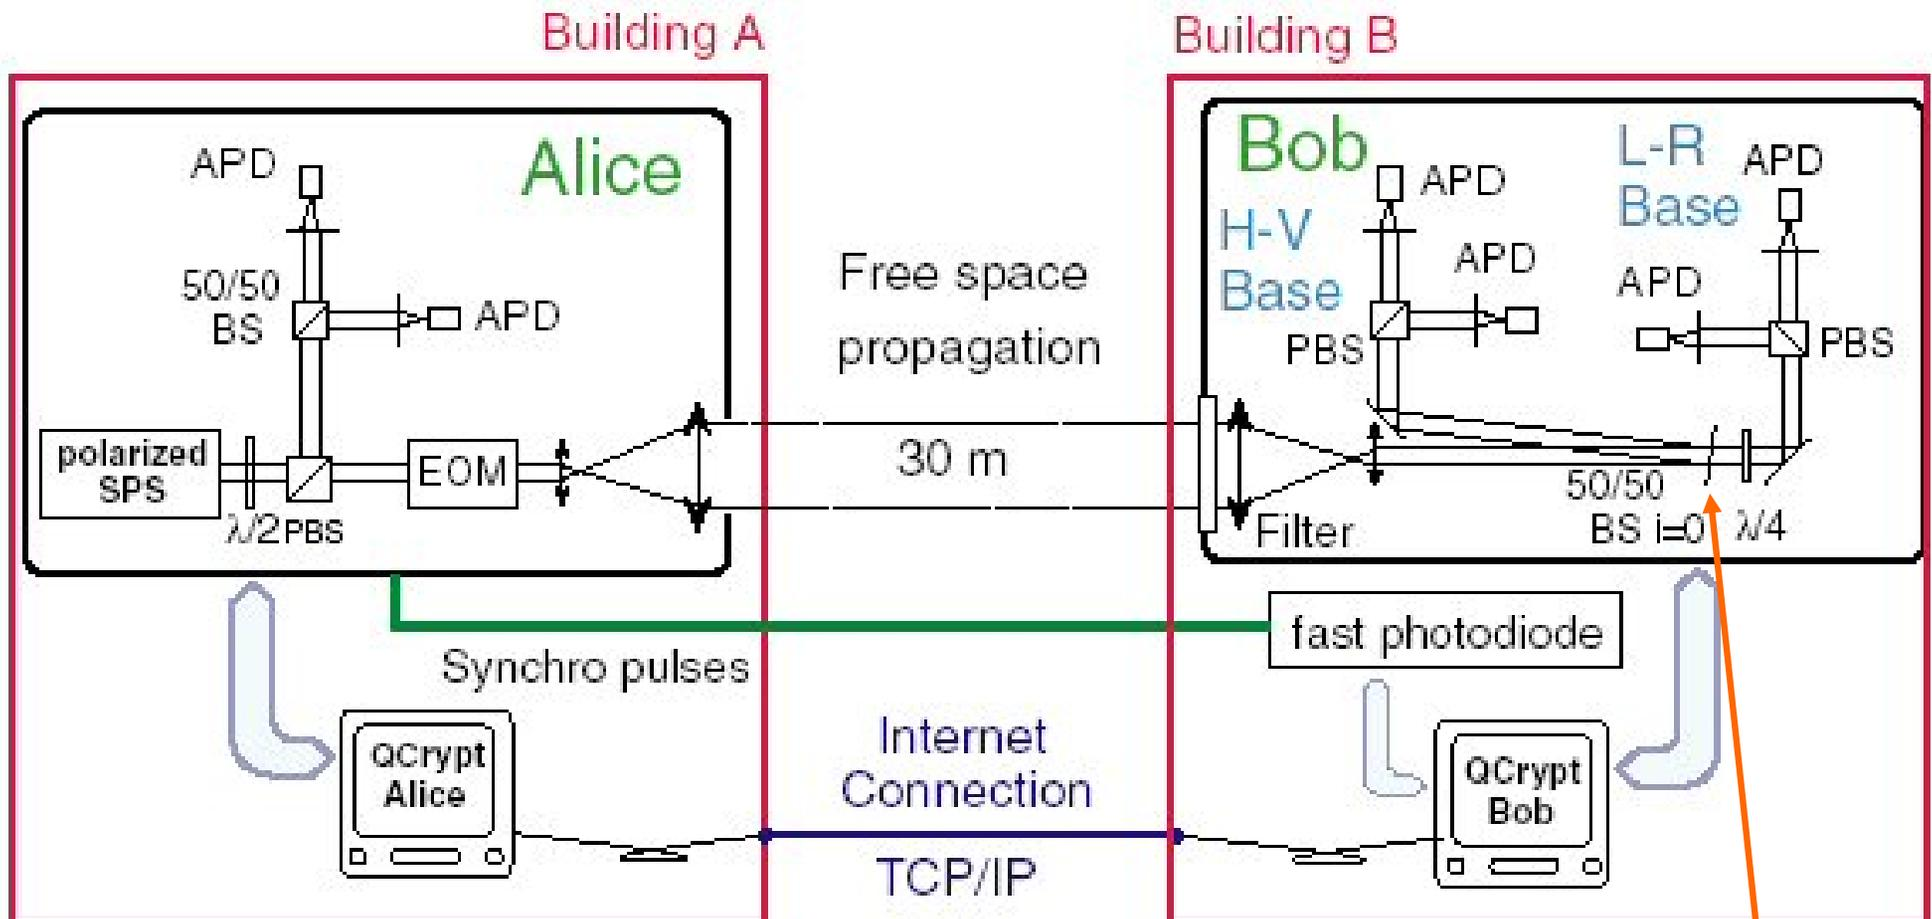 Building A
Building B
APD
Alice
50/50
BS
APD
polarized
SPS
λ/2 PBS
EOM
Free space
propagation
30 m
Bob
H-V
Base
APD
APD
PBS
L-R
Base
APD
APD
PBS
Filter
50/50
BS i=0
λ/4
Synchro pulses
fast photodiode
QCrypt
Alice
Internet
Connection
TCP/IP
QCrypt
Bob